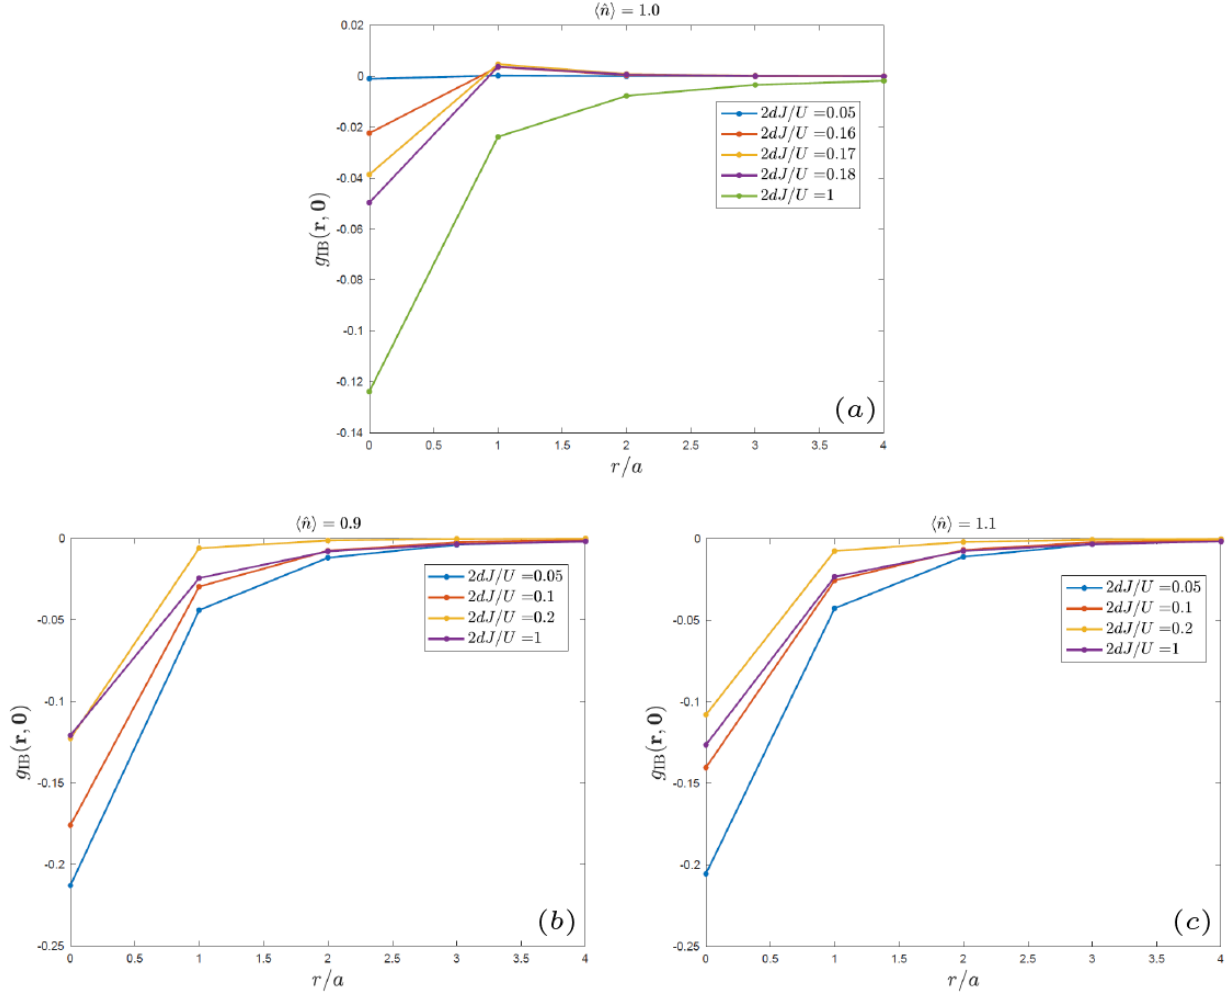 ⟨n̂⟩ = 1.0
0.02
0
-0.02
-0.04
-0.06
-0.08
-0.1
-0.12
-0.14
g_IB(r, 0)
2dJ/U =0.05
2dJ/U =0.16
2dJ/U =0.17
2dJ/U =0.18
2dJ/U =1
(a)
0 0.5 1 1.5 2 2.5 3 3.5 4
r/a
⟨n̂⟩ = 0.9
0
-0.05
-0.1
-0.15
-0.2
-0.25
g_IB(r, 0)
2dJ/U =0.05
2dJ/U =0.1
2dJ/U =0.2
2dJ/U =1
(b)
0 0.5 1 1.5 2 2.5 3 3.5 4
r/a
⟨n̂⟩ = 1.1
0
-0.05
-0.1
-0.15
-0.2
-0.25
g_IB(r, 0)
2dJ/U =0.05
2dJ/U =0.1
2dJ/U =0.2
2dJ/U =1
(c)
0 0.5 1 1.5 2 2.5 3 3.5 4
r/a